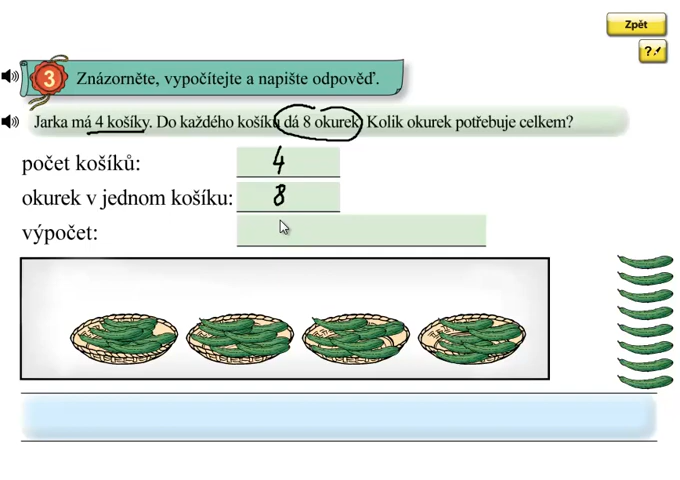 Zpět
?
3 Znázorněte, vypočítejte a napište odpověď.
Jarka má 4 košíky. Do každého košíku dá 8 okurek. Kolik okurek potřebuje celkem?
počet košíků: 4
okurek v jednom košíku: 8
výpočet: